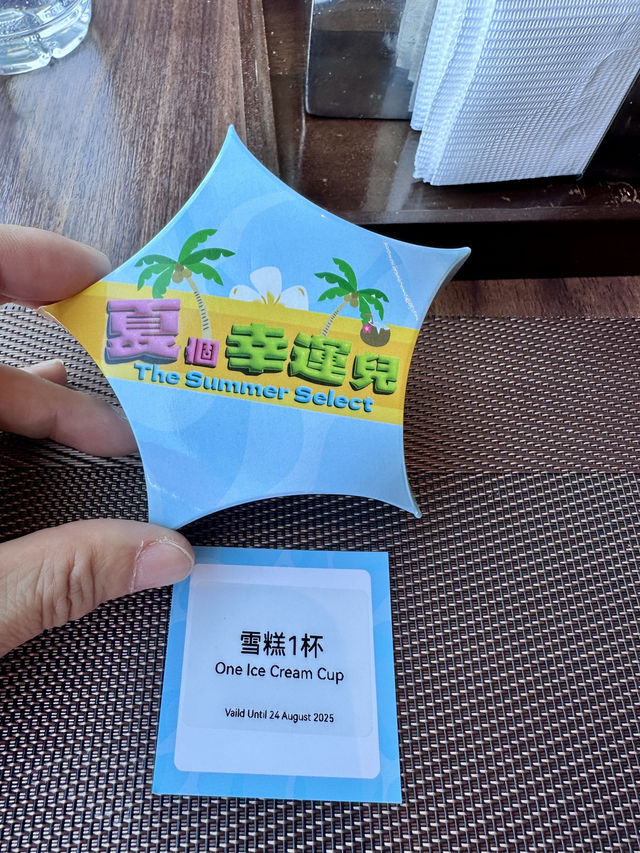 夏個幸運兒
The Summer Select
雪糕1杯
One Ice Cream Cup
Vaild Until 24 August 2025